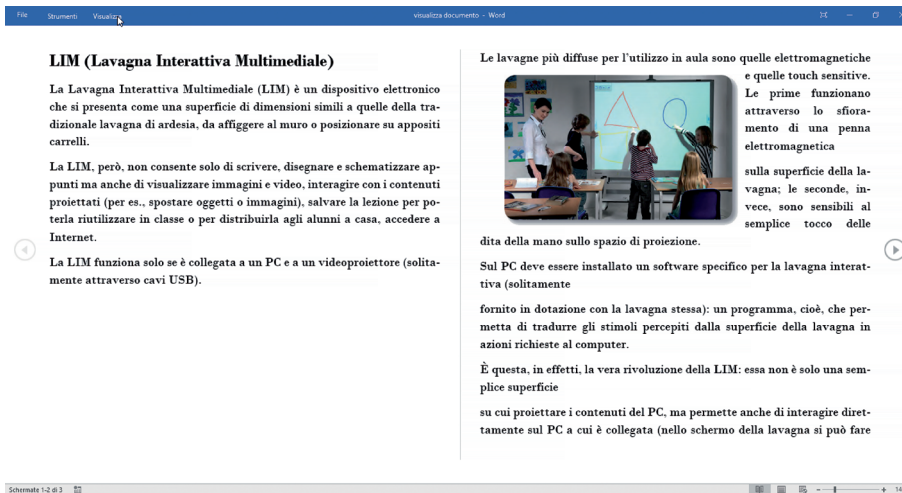 File Strumenti Visualizza
visualizza documento - Word
LIM (Lavagna Interattiva Multimediale)
La Lavagna Interattiva Multimediale (LIM) è un dispositivo elettronico
che si presenta come una superficie di dimensioni simili a quelle della tra-
dizionale lavagna di ardesia, da affiggere al muro o posizionare su appositi
carrelli.
La LIM, però, non consente solo di scrivere, disegnare e schematizzare ap-
punti ma anche di visualizzare immagini e video, interagire con i contenuti
proiettati (per es., spostare oggetti o immagini), salvare la lezione per po-
terla riutilizzare in classe o per distribuirla agli alunni a casa, accedere a
Internet.
La LIM funziona solo se è collegata a un PC e a un videoproiettore (solita-
mente attraverso cavi USB).
Le lavagne più diffuse per l'utilizzo in aula sono quelle elettromagnetiche
e quelle touch sensitive.
Le prime funzionano
attraverso lo sfiora-
mento di una penna
elettromagnetica
sulla superficie della la-
vagna; le seconde, in-
vece, sono sensibili al
semplice tocco delle
dita della mano sullo spazio di proiezione.
Sul PC deve essere installato un software specifico per la lavagna interat-
tiva (solitamente
fornito in dotazione con la lavagna stessa): un programma, cioè, che per-
metta di tradurre gli stimoli percepiti dalla superficie della lavagna in
azioni richieste al computer.
È questa, in effetti, la vera rivoluzione della LIM: essa non è solo una sem-
plice superficie
su cui proiettare i contenuti del PC, ma permette anche di interagire diret-
tamente sul PC a cui è collegata (nello schermo della lavagna si può fare
Schermate 1-2 di 3
14